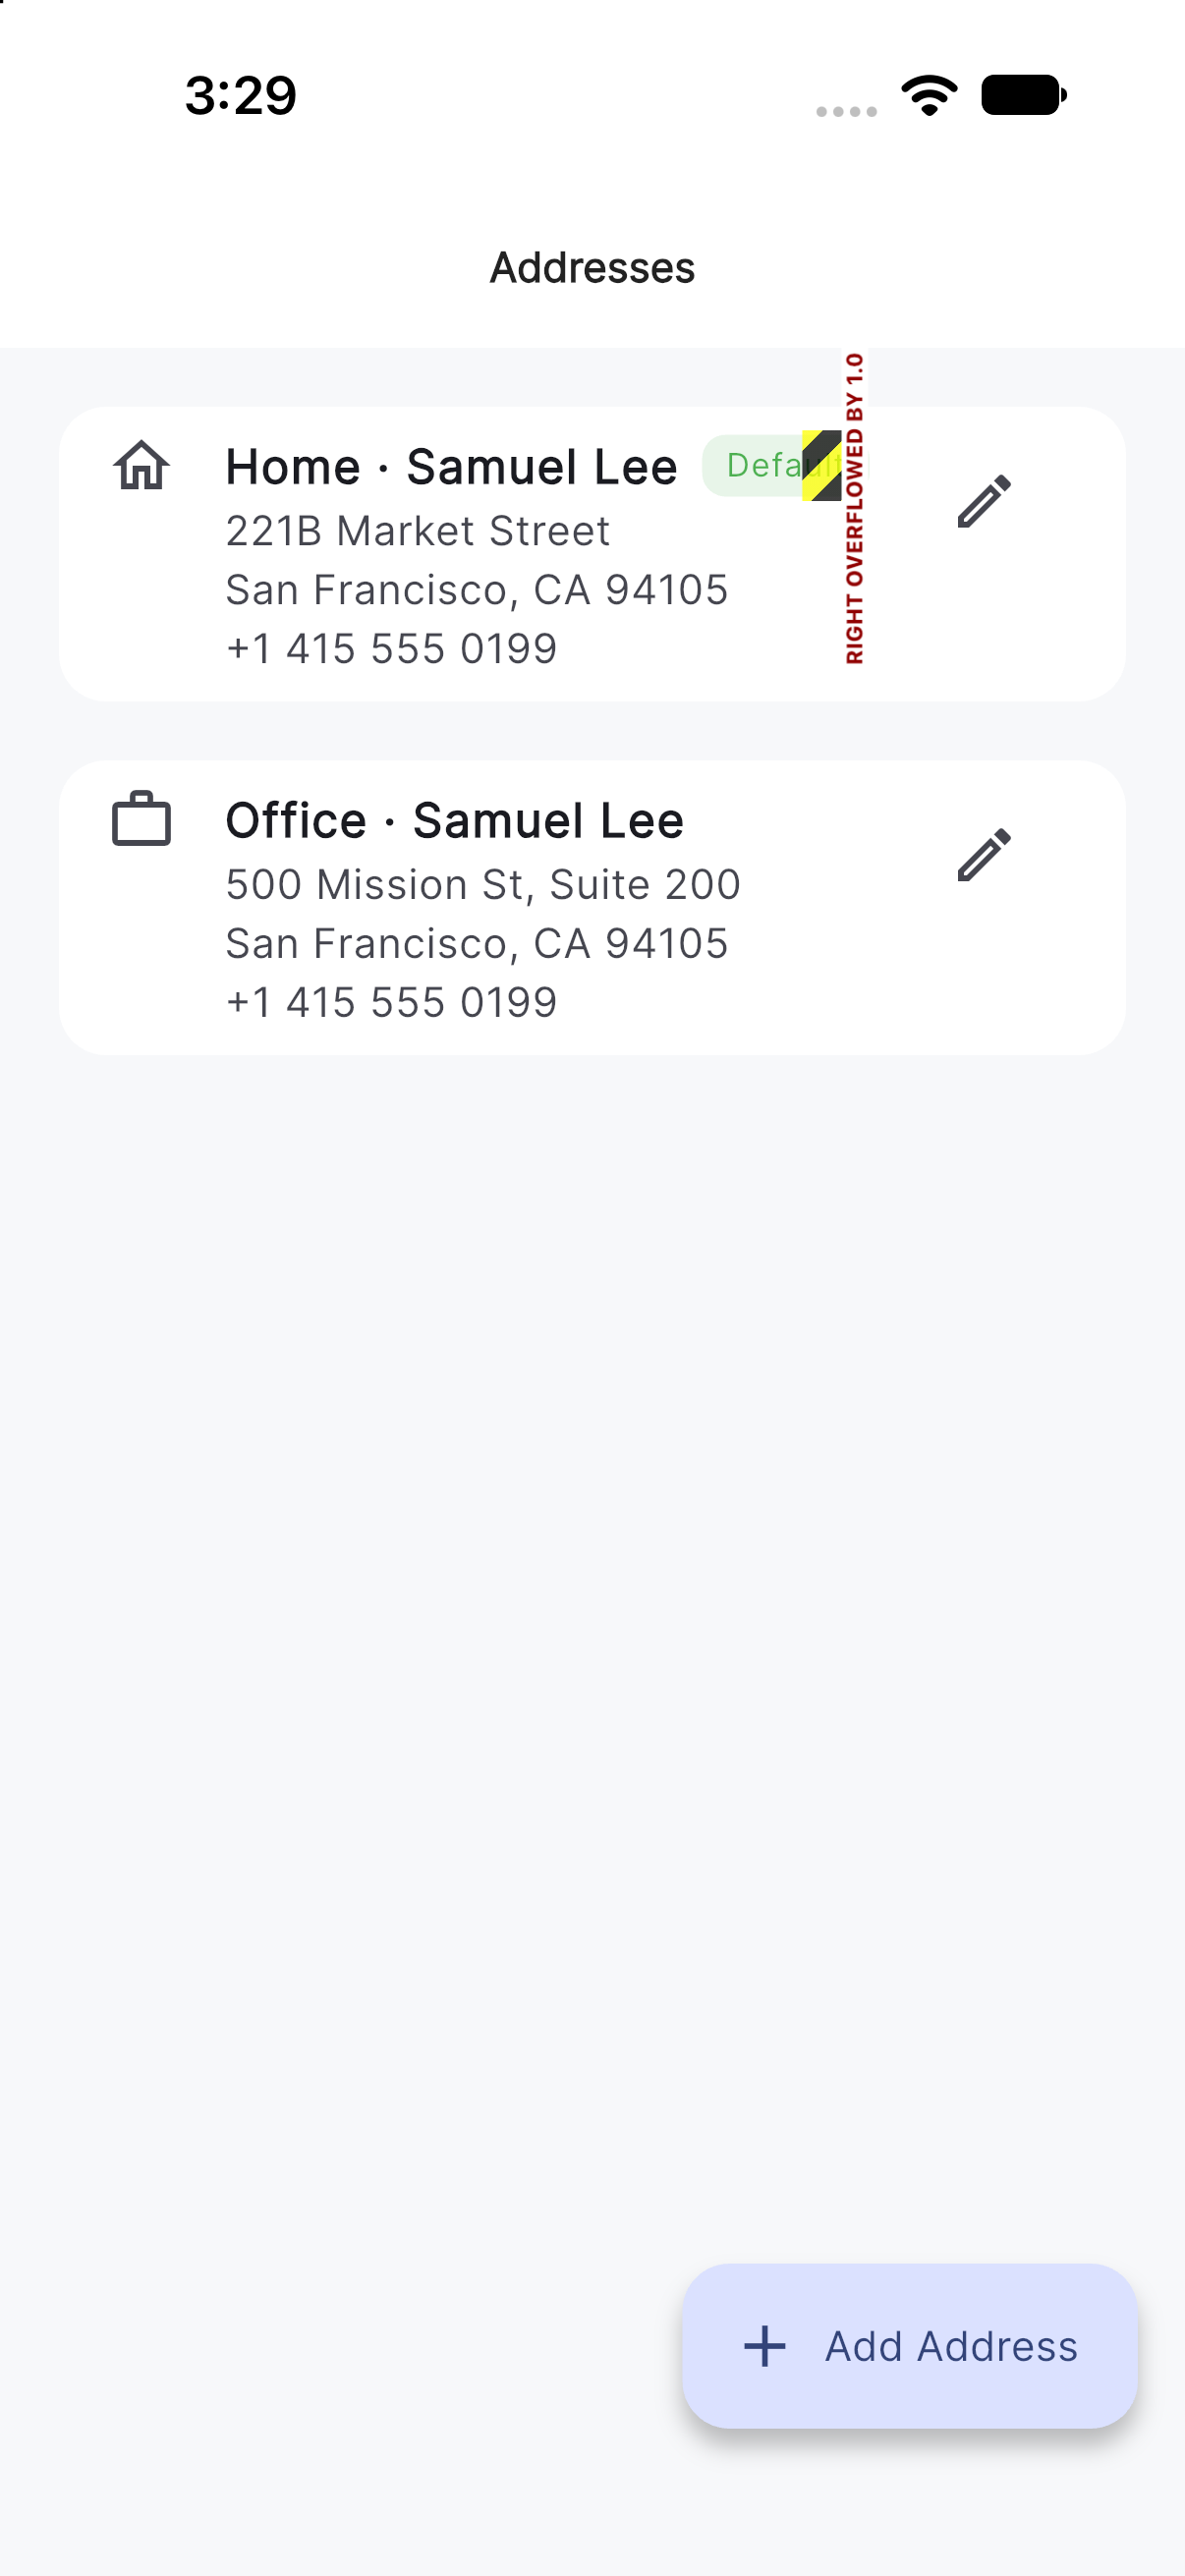 3:29
Addresses
Home · Samuel Lee
RIGHT OVERFLOWED BY 1.0
221B Market Street
San Francisco, CA 94105
+1 415 555 0199
Office · Samuel Lee
500 Mission St, Suite 200
San Francisco, CA 94105
+1 415 555 0199
Add Address